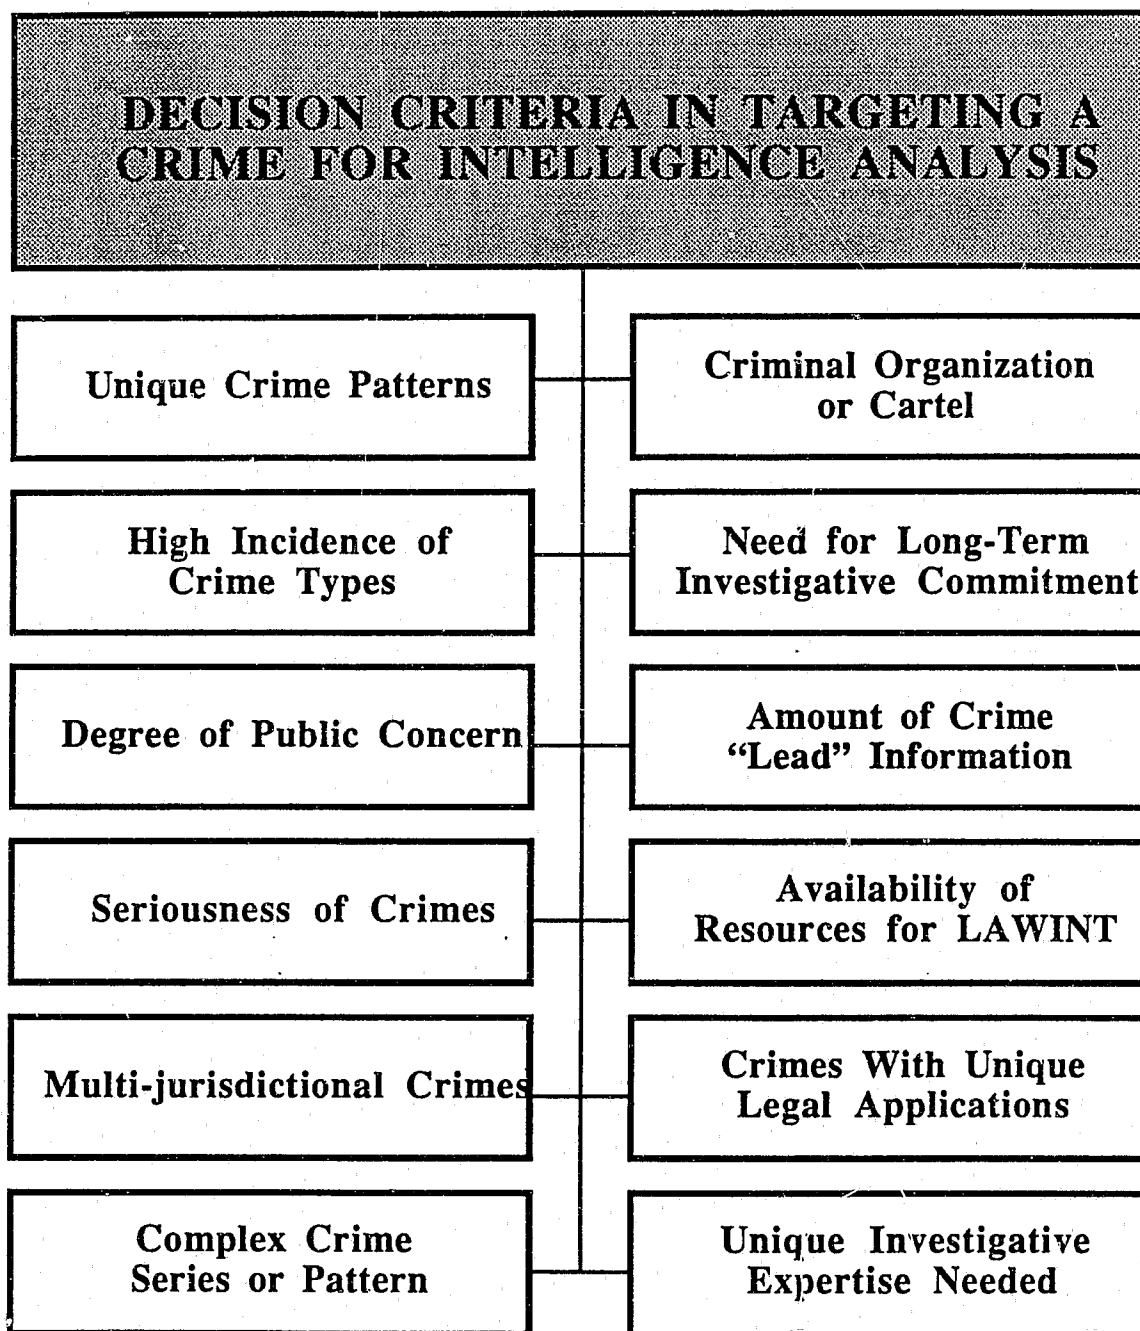 DECISION CRITERIA IN TARGETING A
CRIME FOR INTELLIGENCE ANALYSIS
Unique Crime Patterns
Criminal Organization
or Cartel
High Incidence of
Crime Types
Need for Long-Term
Investigative Commitment
Degree of Public Concern
Amount of Crime
“Lead” Information
Seriousness of Crimes
Availability of
Resources for LAWINT
Multi-jurisdictional Crimes
Crimes With Unique
Legal Applications
Complex Crime
Series or Pattern
Unique Investigative
Expertise Needed